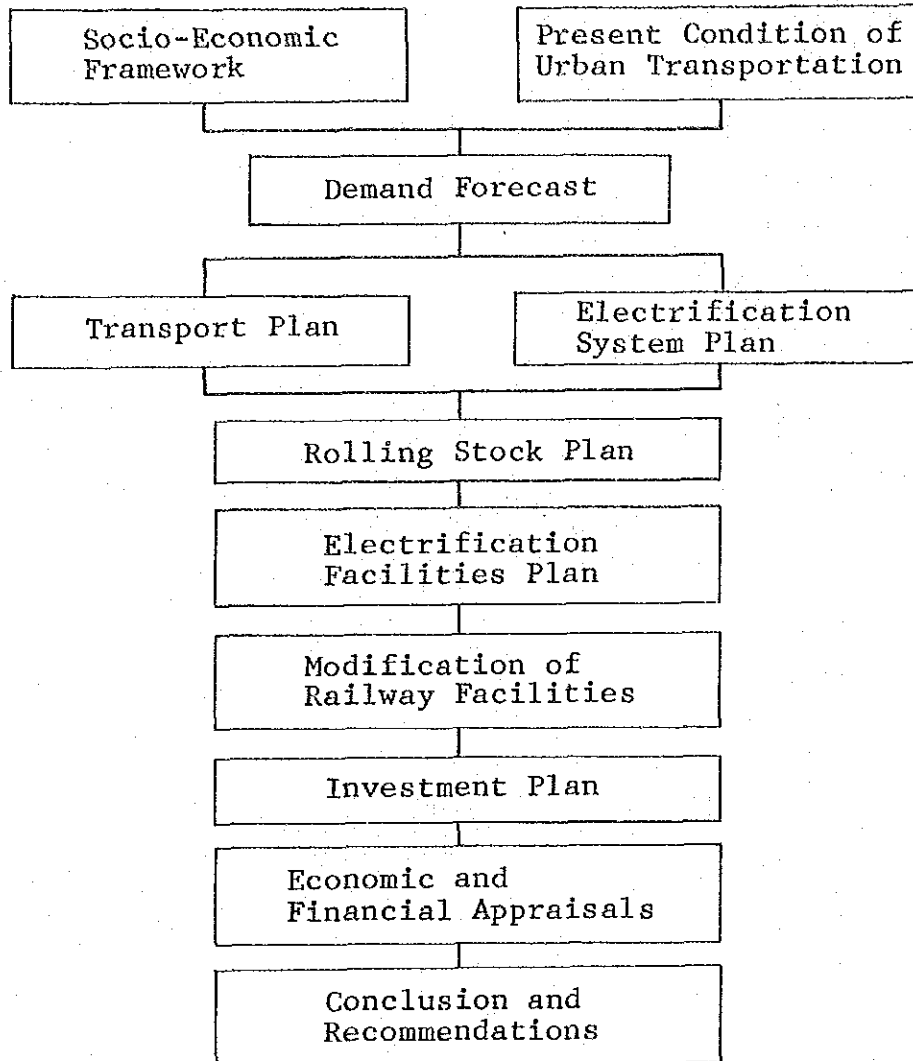 Socio-Economic
Framework
Present Condition of
Urban Transportation
Demand Forecast
Transport Plan
Electrification
System Plan
Rolling Stock Plan
Electrification
Facilities Plan
Modification of
Railway Facilities
Investment Plan
Economic and
Financial Appraisals
Conclusion and
Recommendations